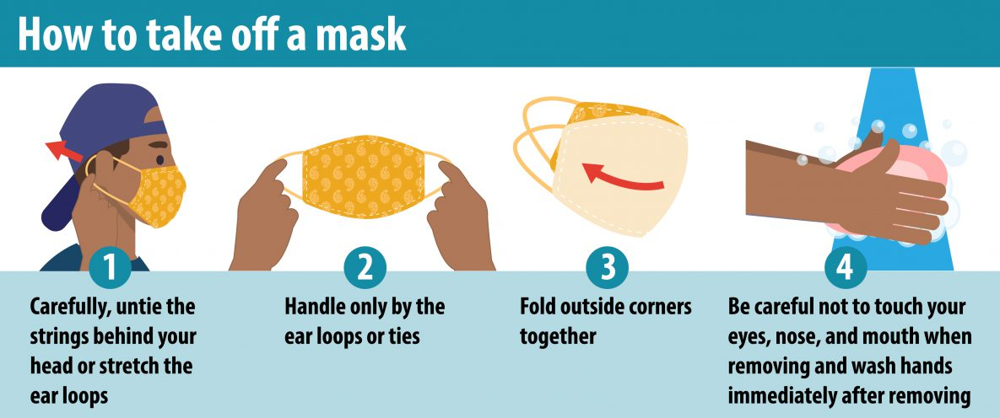 How to take off a mask
1
Carefully, untie the
strings behind your
head or stretch the
ear loops
2
Handle only by the
ear loops or ties
3
Fold outside corners
together
4
Be careful not to touch your
eyes, nose, and mouth when
removing and wash hands
immediately after removing